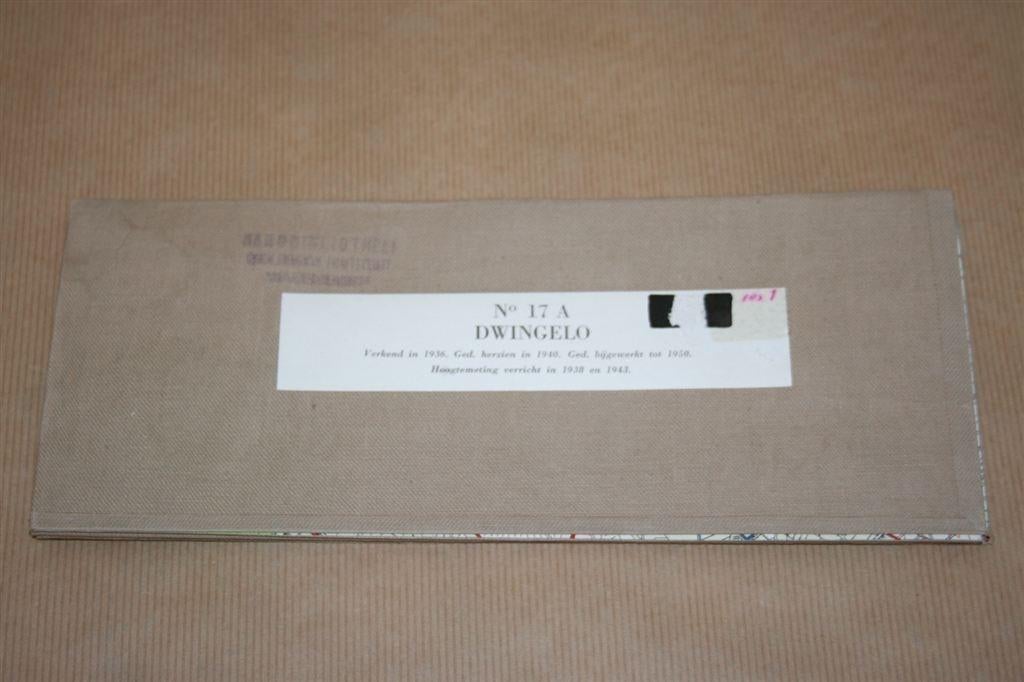 Nº 17 A
DWINGELO
Verkend in 1936. Ged. herzien in 1940. Ged. bijgewerkt tot 1950.
Hoogtemeting verricht in 1938 en 1943.